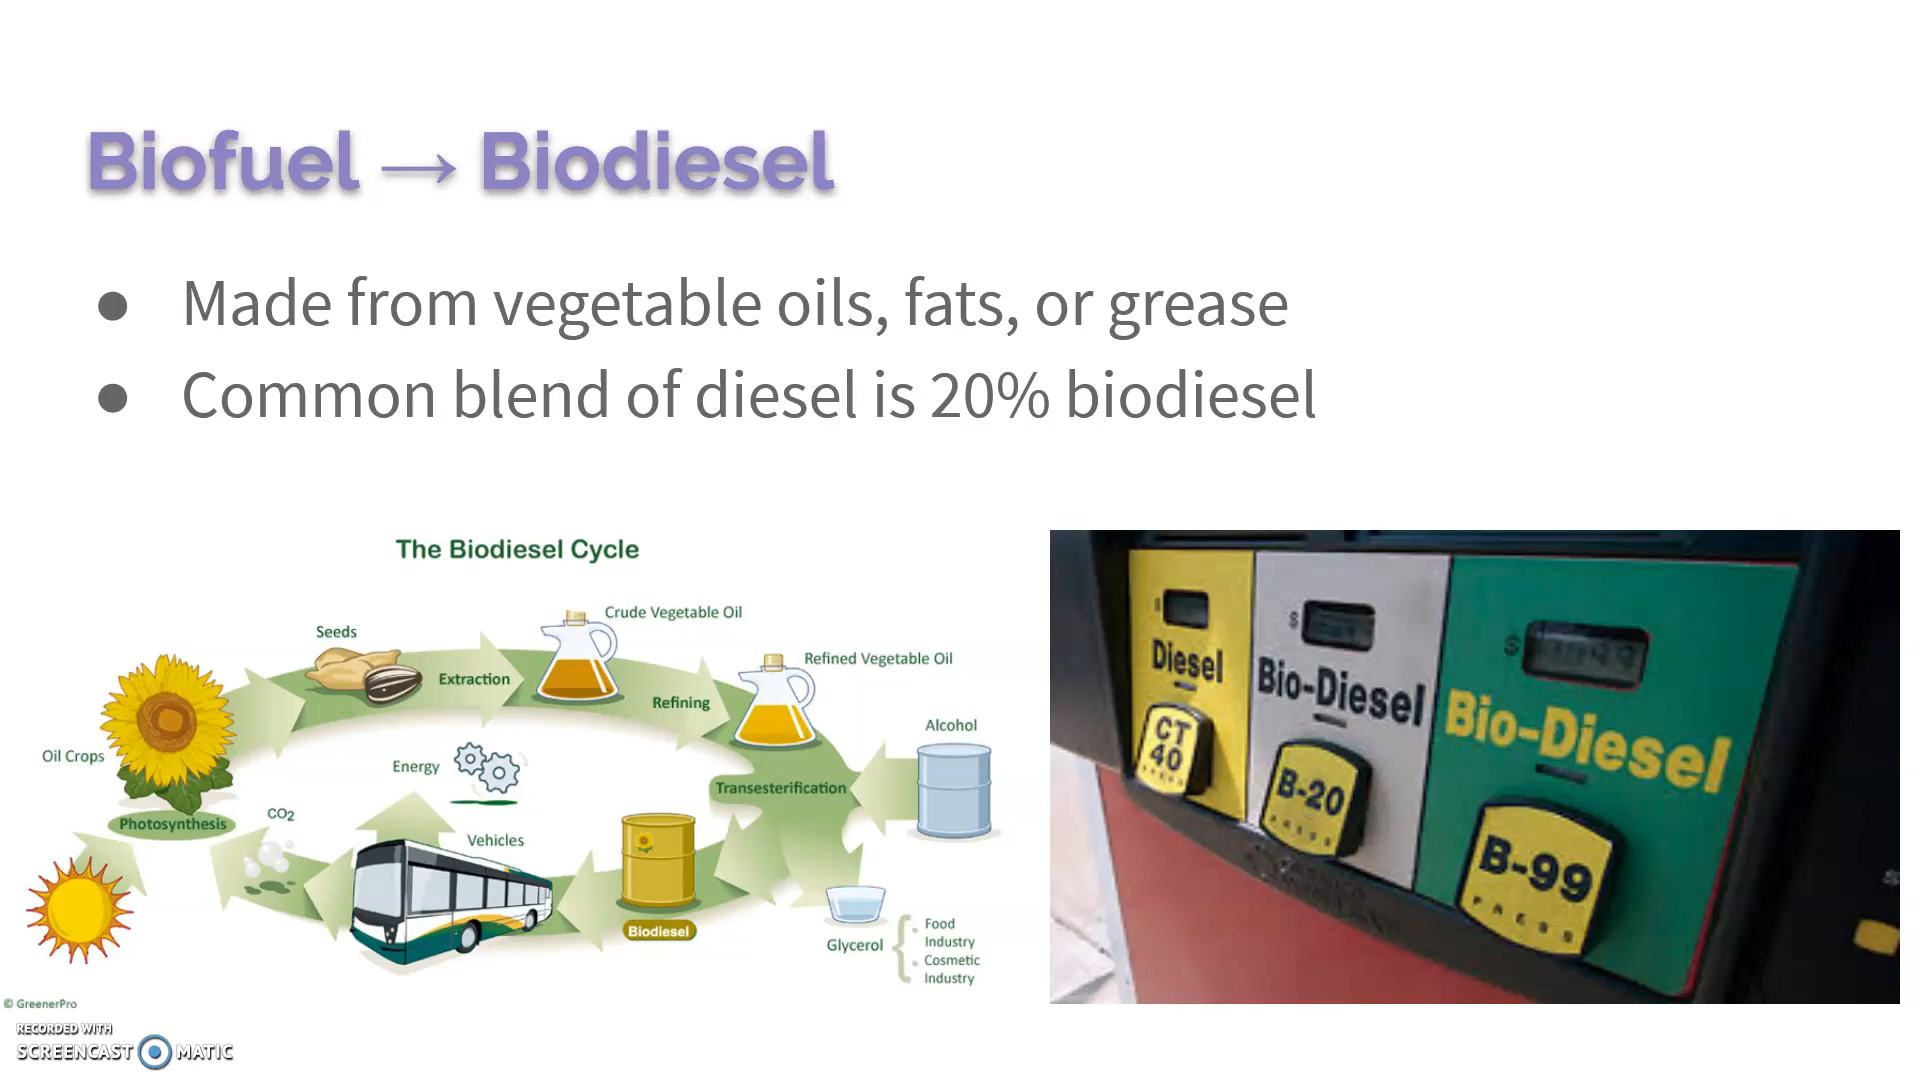 Biofuel → Biodiesel
● Made from vegetable oils, fats, or grease
● Common blend of diesel is 20% biodiesel
The Biodiesel Cycle
Crude Vegetable Oil
Seeds
Refined Vegetable Oil
Extraction
Refining
Alcohol
Oil Crops
Energy
Transesterification
Photosynthesis
CO2
Vehicles
Biodiesel
Glycerol
Food
Industry
Cosmetic
Industry
© GreenerPro
Diesel
CT
40
Bio-Diesel
B-20
PRESS
Bio-Diesel
B-99
PRESS
RECORDED WITH
SCREENCAST MATIC